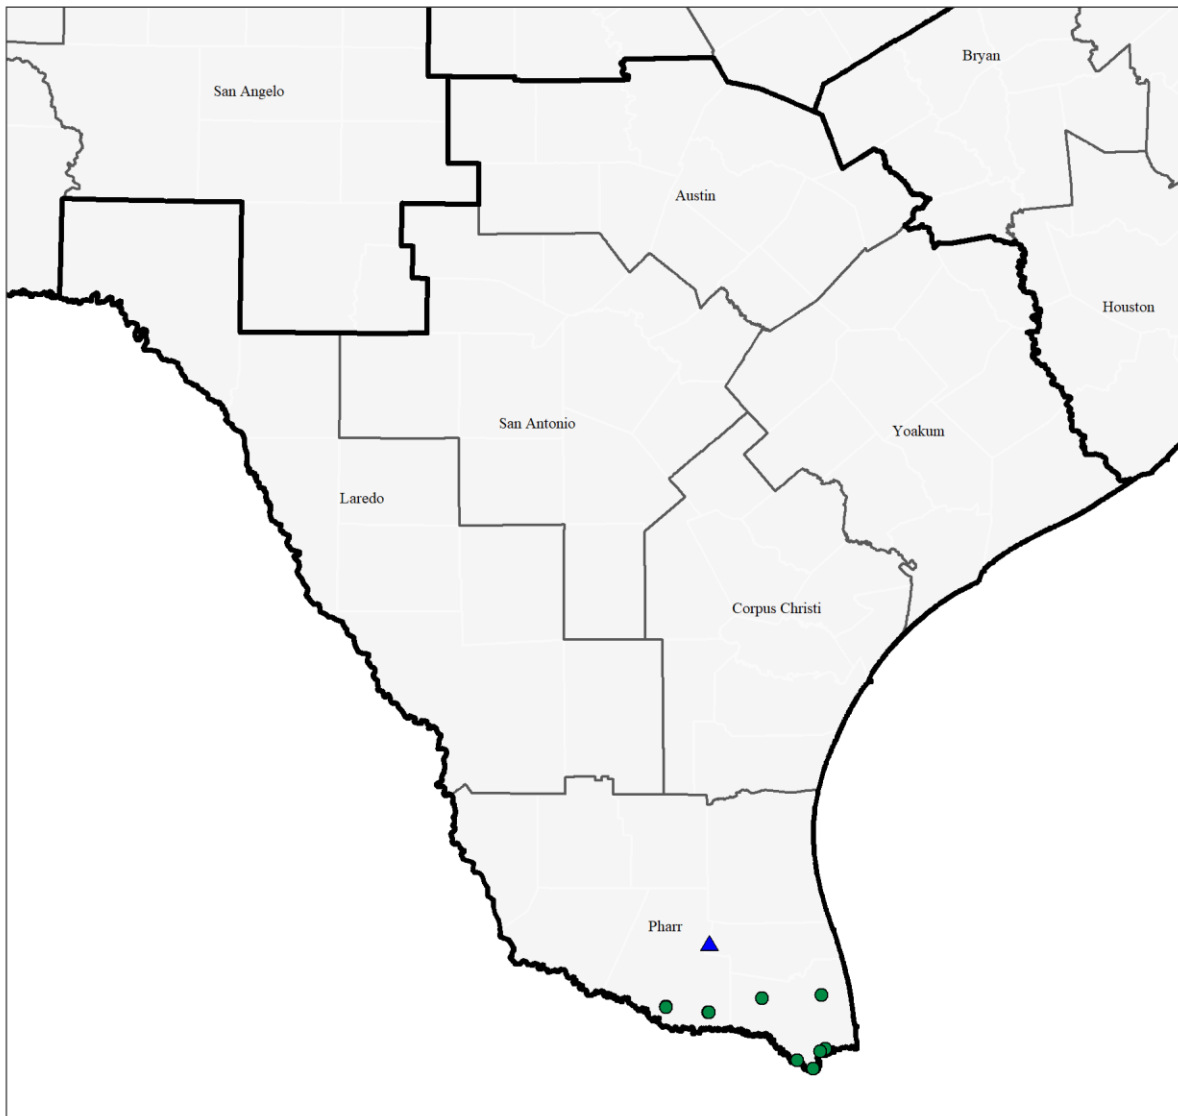 Bryan
San Angelo
Austin
Houston
San Antonio
Yoakum
Laredo
Corpus Christi
Pharr